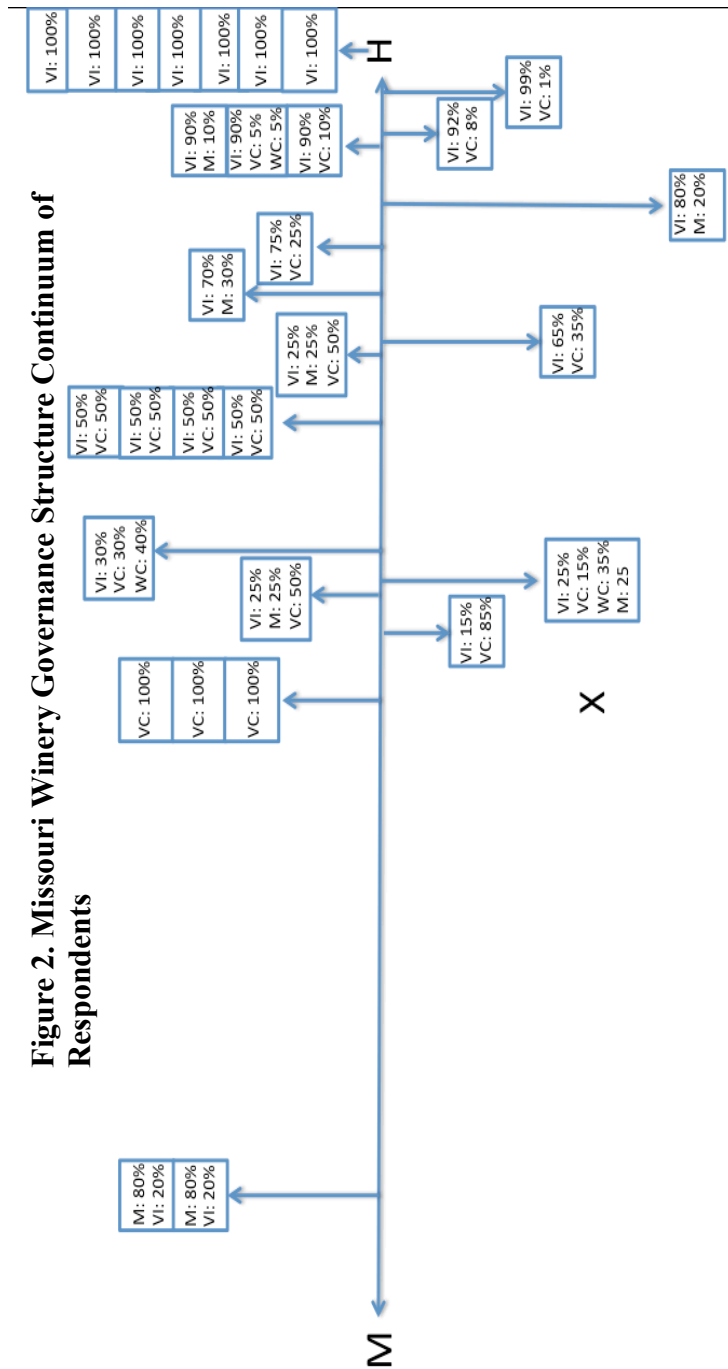 Figure 2. Missouri Winery Governance Structure Continuum of
Respondents
M
M: 80%
VI: 20%
M: 80%
VI: 20%
VC: 100%
VC: 100%
VC: 100%
VI: 25%
M: 25%
VC: 50%
VI: 30%
VC: 30%
WC: 40%
VI: 50%
VC: 50%
VI: 50%
VC: 50%
VI: 50%
VC: 50%
VI: 50%
VC: 50%
VI: 25%
M: 25%
VC: 50%
VI: 70%
M: 30%
VI: 75%
VC: 25%
VI: 90%
M: 10%
VI: 90%
VC: 5%
WC: 5%
VI: 90%
VC: 10%
VI: 100%
VI: 100%
VI: 100%
VI: 100%
VI: 100%
VI: 100%
VI: 100%
H
VI: 15%
VC: 85%
VI: 25%
VC: 15%
WC: 35%
M: 25
VI: 65%
VC: 35%
VI: 80%
M: 20%
VI: 92%
VC: 8%
VI: 99%
VC: 1%
X